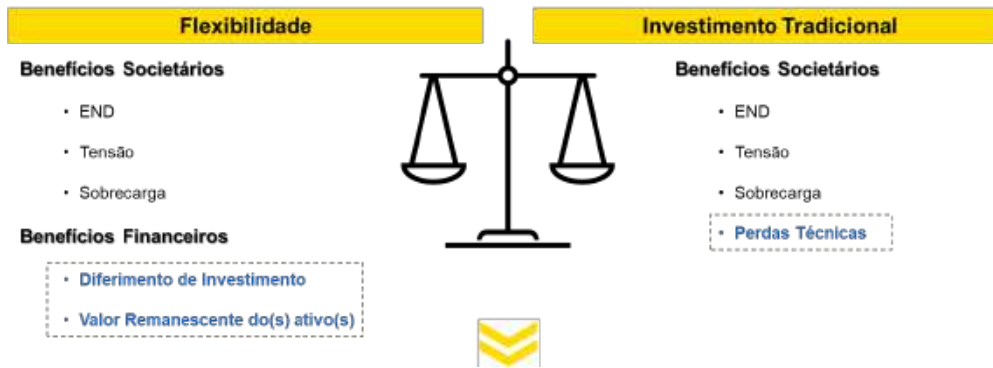 Flexibilidade
Benefícios Societários
• END
• Tensão
• Sobrecarga
Benefícios Financeiros
• Diferimento de Investimento
• Valor Remanescente do(s) ativo(s)
Investimento Tradicional
Benefícios Societários
• END
• Tensão
• Sobrecarga
• Perdas Técnicas